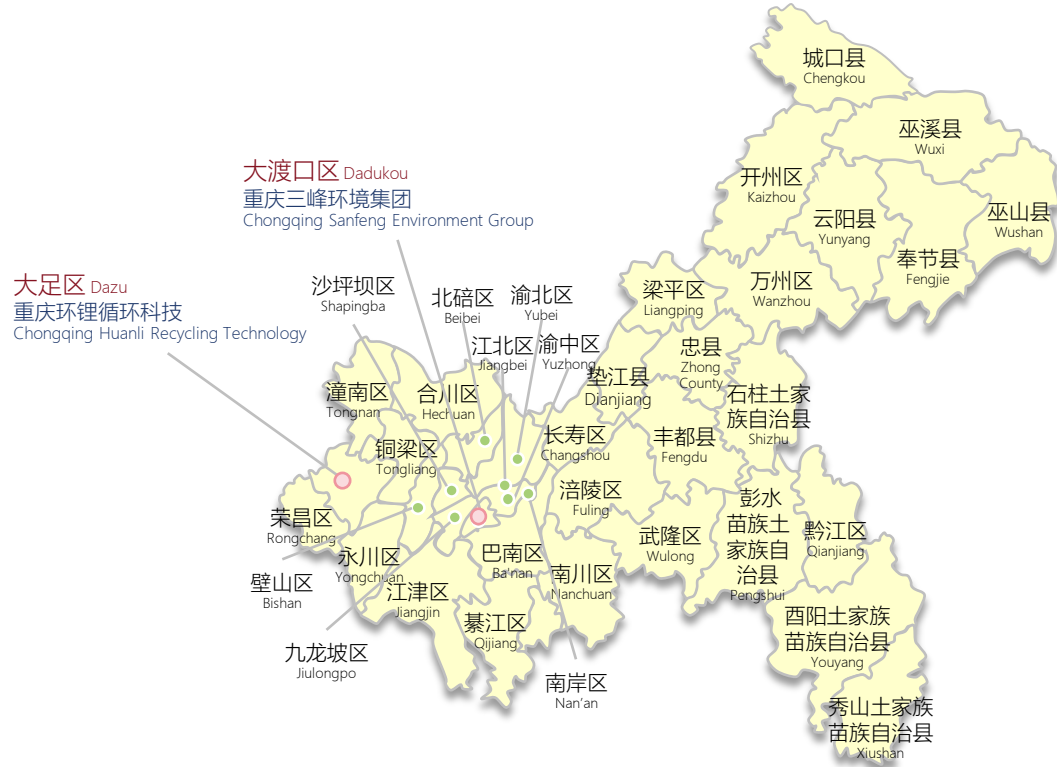 城口县
Chengkou
巫溪县
Wuxi
大渡口区 Dadukou
重庆三峰环境集团
Chongqing Sanfeng Environment Group
开州区
Kaizhou
云阳县
Yunyang
巫山县
Wushan
奉节县
Fengjie
大足区 Dazu
重庆环锂循环科技
Chongqing Huanli Recycling Technology
沙坪坝区
Shapingba
北碚区
Beibei
渝北区
Yubei
梁平区
Liangping
万州区
Wanzhou
江北区
Jiangbei
渝中区
Yuzhong
忠县
Zhong
County
垫江县
Dianjiang
潼南区
Tongnan
合川区
Hechuan
石柱土家
族自治县
Shizhu
铜梁区
Tongliang
长寿区
Changshou
丰都县
Fengdu
涪陵区
Fuling
彭水
苗族土
家族自
治县
Pengshui
荣昌区
Rongchang
武隆区
Wulong
黔江区
Qianjiang
永川区
Yongchuan
巴南区
Ba'nan
南川区
Nanchuan
璧山区
Bishan
江津区
Jiangjin
綦江区
Qijiang
酉阳土家族
苗族自治县
Youyang
九龙坡区
Jiulongpo
南岸区
Nan'an
秀山土家族
苗族自治县
Xiushan